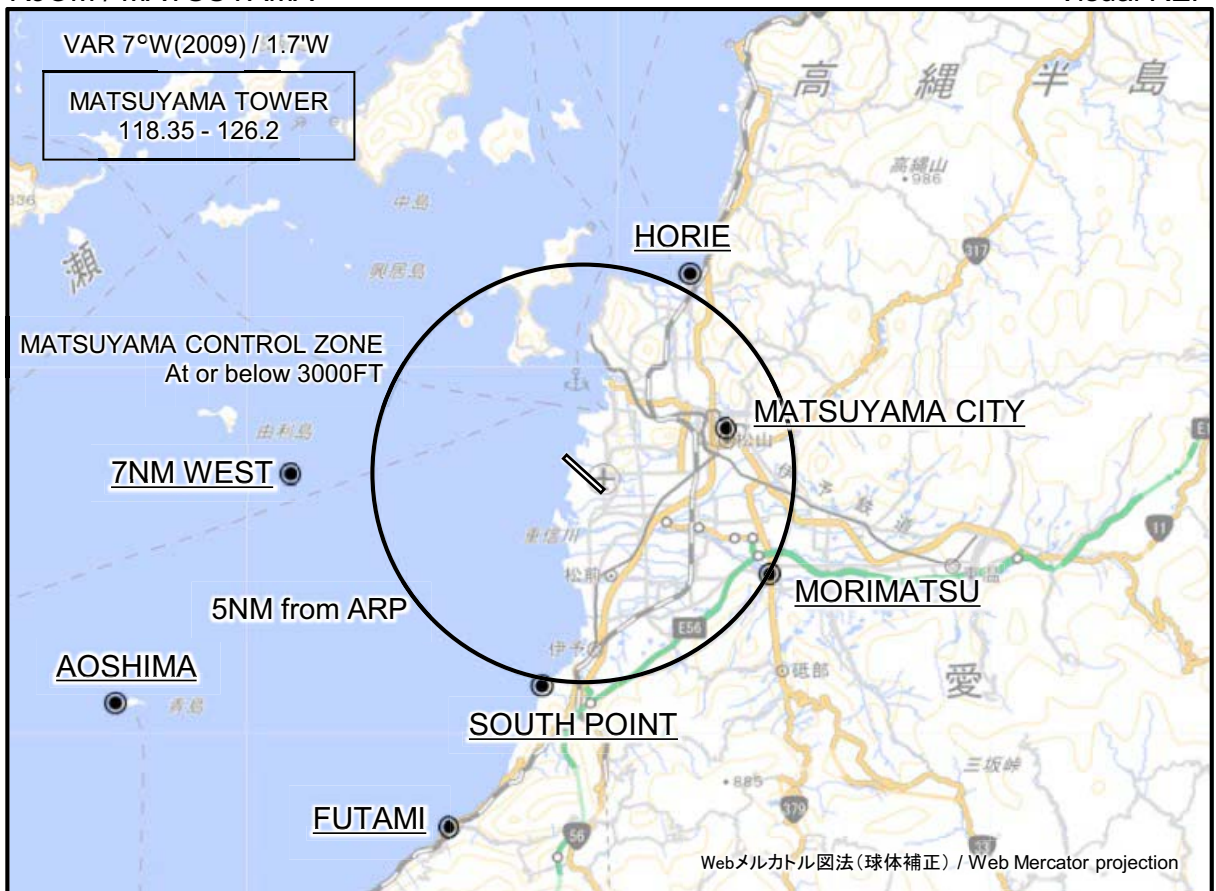 VAR 7°W(2009) / 1.7'W
MATSUYAMA TOWER
118.35 - 126.2
高縄半島
高縄山
・986
中島
HORIE
317
瀬
興居島
MATSUYAMA CONTROL ZONE
At or below 3000FT
MATSUYAMA CITY
松山
由利島
7NM WEST
伊予鉄道
11
重信川
松前
MORIMATSU
5NM from ARP
E56
伊予
砥部
愛
AOSHIMA
青島
SOUTH POINT
三坂峠
・885
FUTAMI
379
56
33
Webメルカトル図法(球体補正) / Web Mercator projection